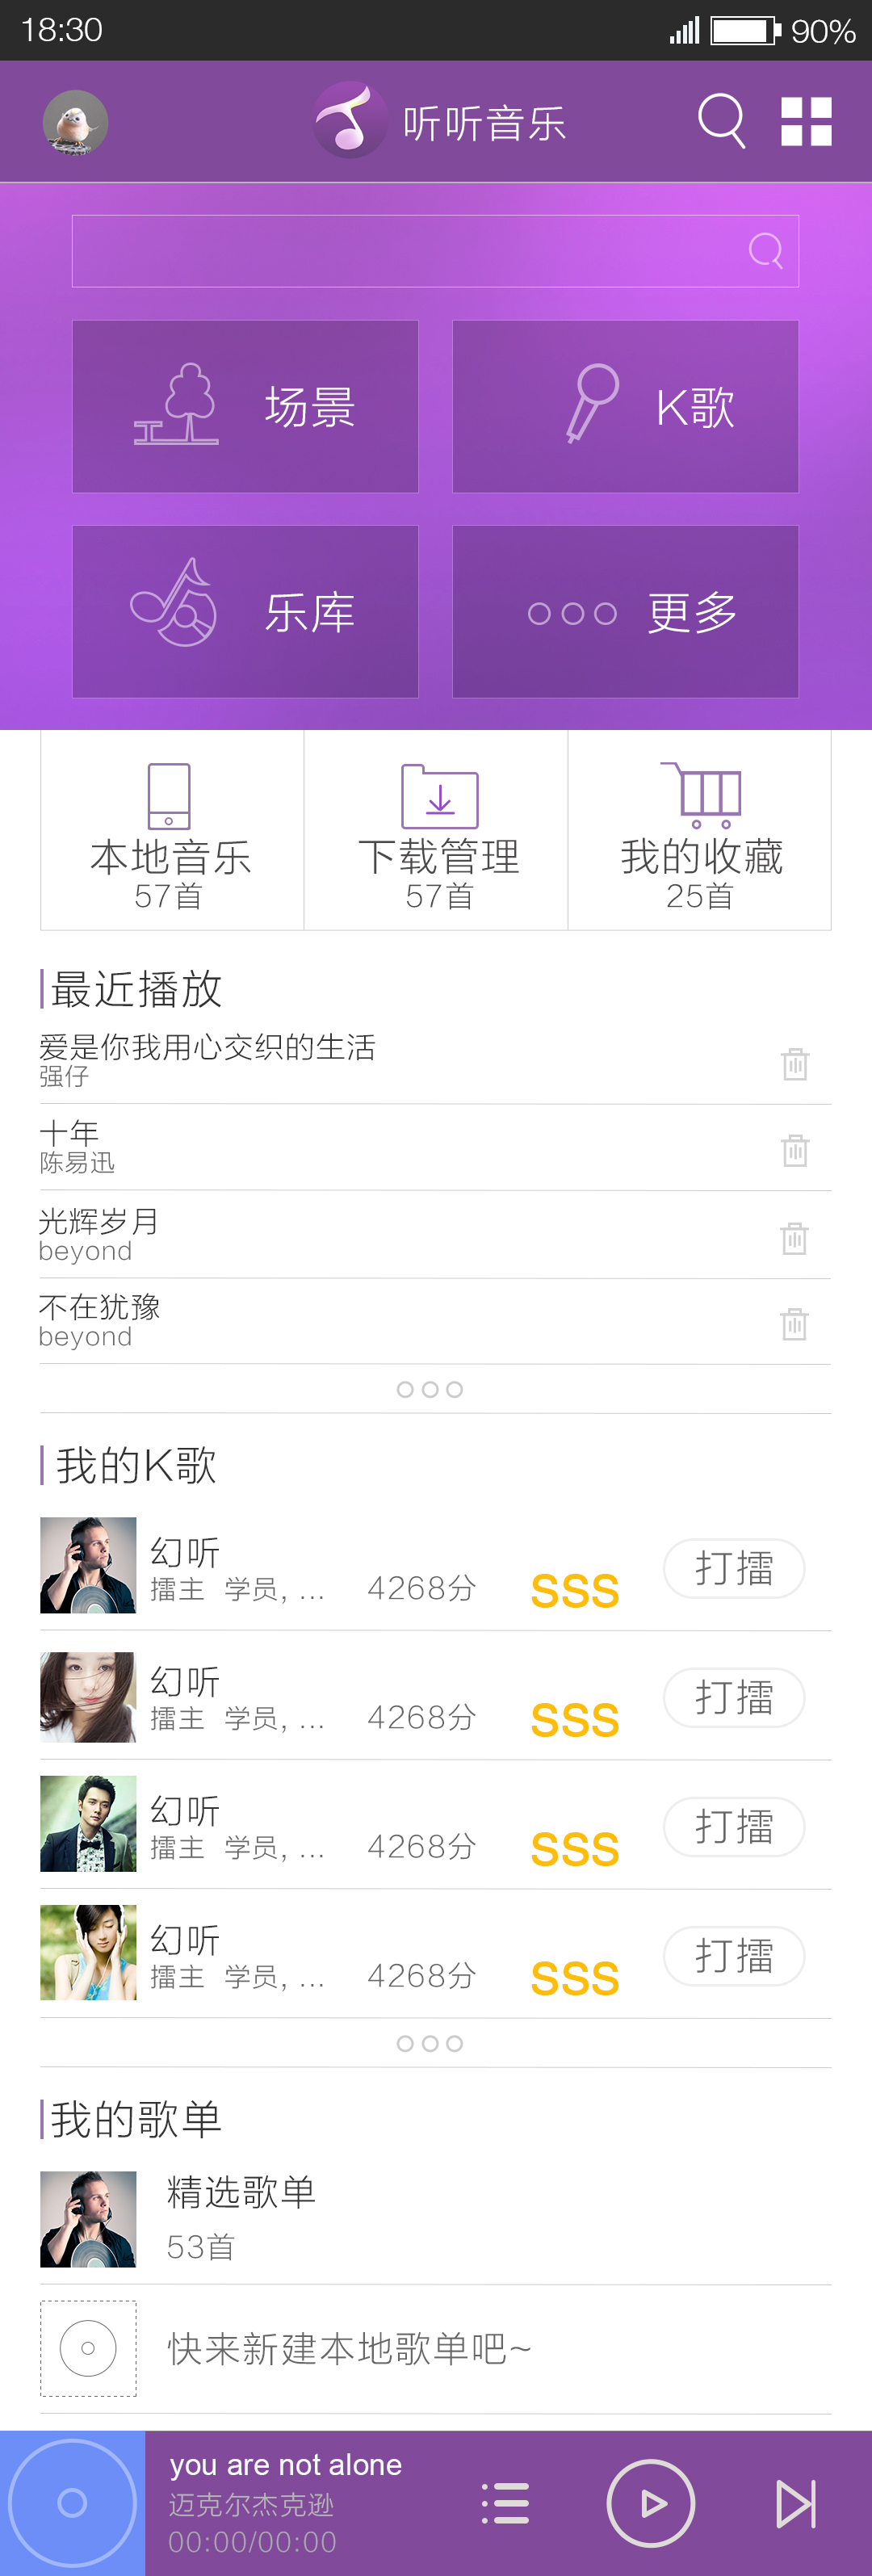 18:30
90%
听听音乐
场景
K歌
乐库
更多
本地音乐
57首
下载管理
57首
我的收藏
25首
最近播放
爱是你我用心交织的生活
强仔
十年
陈易迅
光辉岁月
beyond
不在犹豫
beyond
我的K歌
幻听
擂主 学员, ...
4268分
SSS
打擂
幻听
擂主 学员, ...
4268分
SSS
打擂
幻听
擂主 学员, ...
4268分
SSS
打擂
幻听
擂主 学员, ...
4268分
SSS
打擂
我的歌单
精选歌单
53首
快来新建本地歌单吧~
you are not alone
迈克尔杰克逊
00:00/00:00